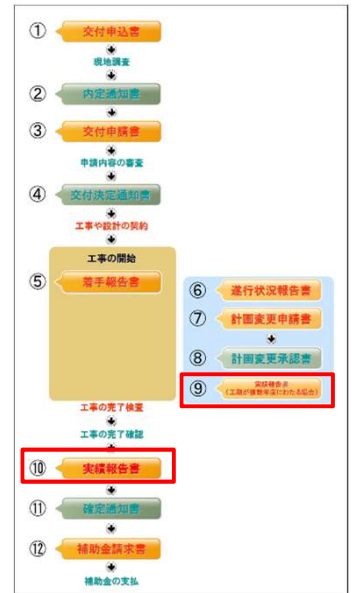 ① 交付申込書
現地調査
② 内定通知書
③ 交付申請書
申請内容の審査
④ 交付決定通知書
工事や設計の契約
工事の開始
⑤ 着手報告書
⑥ 遂行状況報告書
⑦ 計画変更申請書
⑧ 計画変更承認書
⑨ 実績報告書
(工期が複数年度にわたる場合)
工事の完了検査
工事の完了確認
⑩ 実績報告書
⑪ 確定通知書
⑫ 補助金請求書
補助金の支払